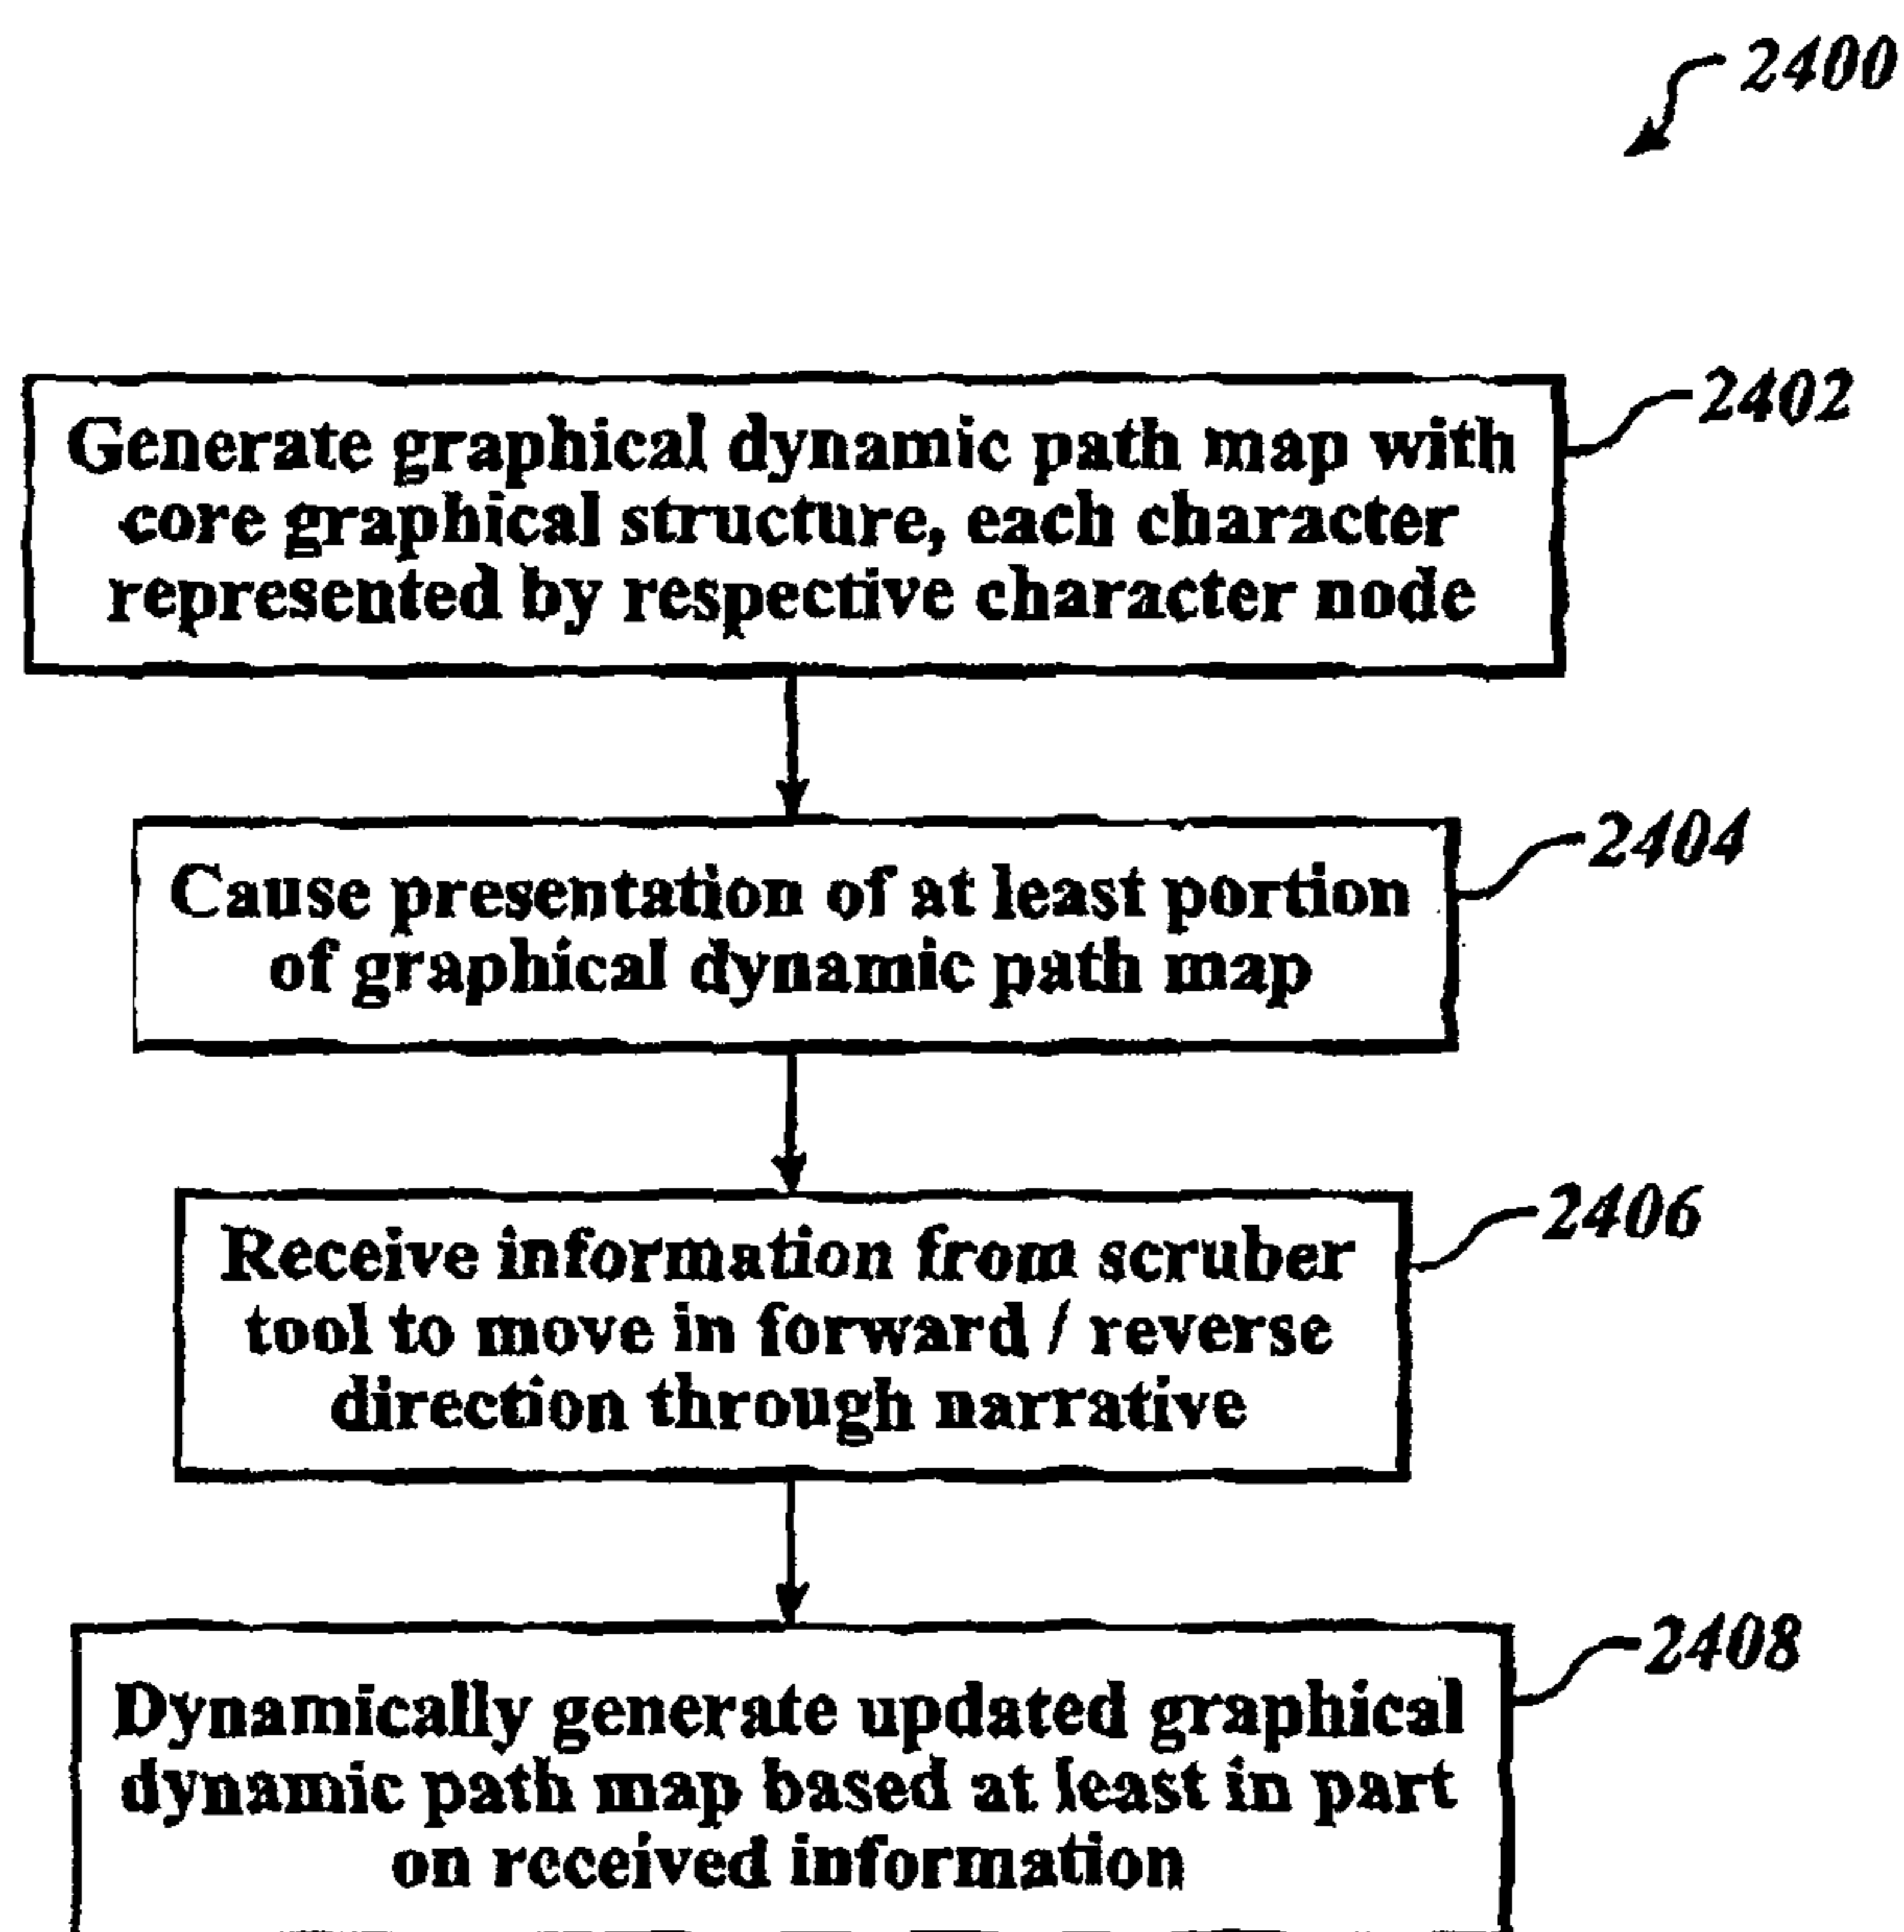 2400
2402
Generate graphical dynamic path map with
core graphical structure, each character
represented by respective character node
2404
Cause presentation of at least portion
of graphical dynamic path map
2406
Receive information from scruber
tool to move in forward / reverse
direction through narrative
2408
Dynamically generate updated graphical
dynamic path map based at least in part
on received information